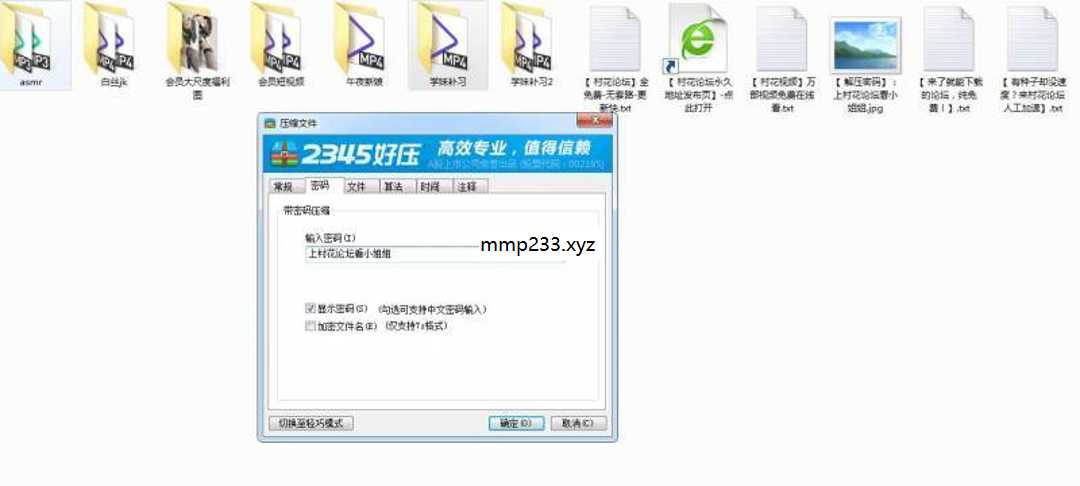 asmr
白丝jk
会员大尺度福利图
会员短视频
午夜新娘
学妹补习
学妹补习2
【 村花论坛】全
免费-无套路-更
新快.txt
【 村花论坛永久
地址发布页】-点
此打开
【 村花视频】万
部视频免费在线
看.txt
【 解压密码】：
上村花论坛看小
姐姐.jpg
【 来了就能下载
的论坛，纯免
费！】.txt
【 有种子却没速
度？来村花论坛
人工加速】.txt
压缩文件
2345好压
高效专业，值得信赖
A股上市公司荣誉出品 (股票代码：002195)
常规
密码
文件
算法
时间
注释
带密码压缩
输入密码(I)
上村花论坛看小姐姐
mmp233.xyz
显示密码(S) (勾选可支持中文密码输入)
加密文件名(E) (仅支持7z格式)
切换至轻巧模式
确定(O)
取消(C)